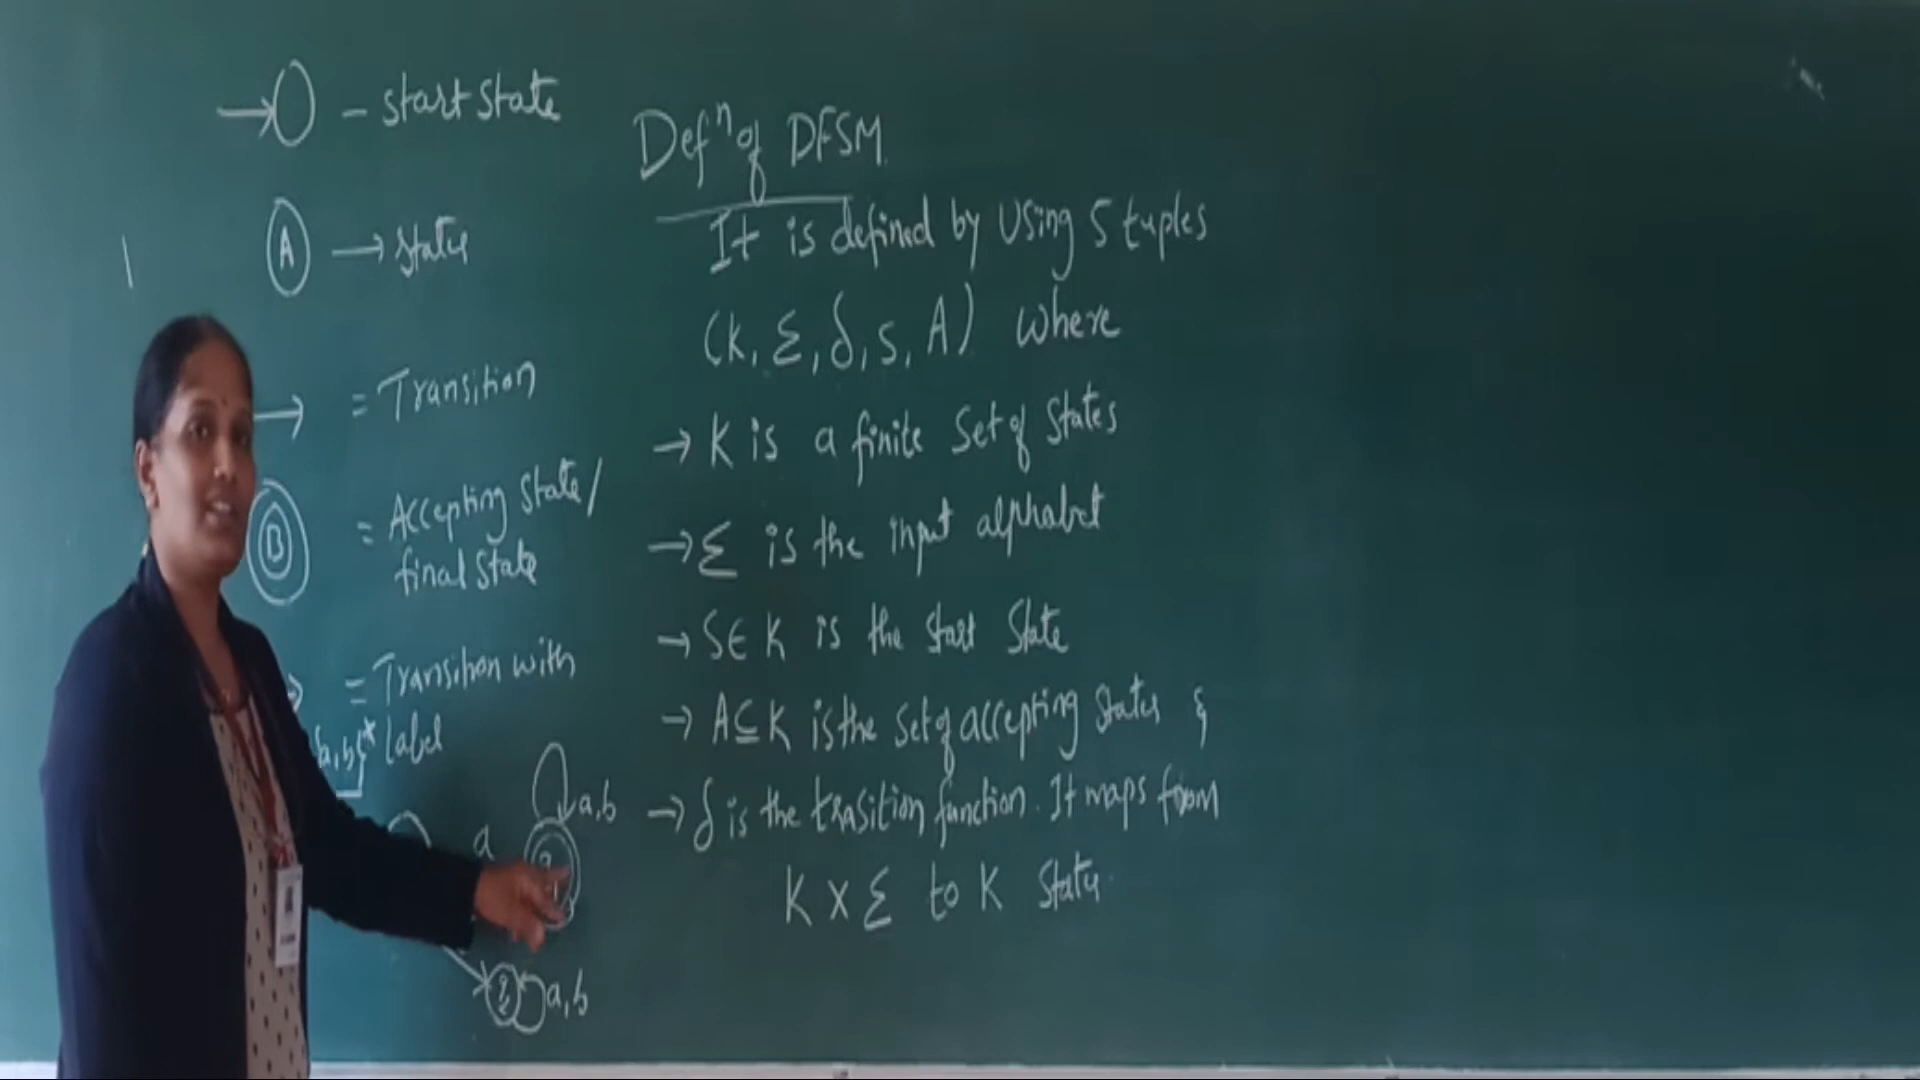 →○ – start state
A → states
→ = Transition
B = Accepting state/
final state
= Transition with
label
a,b}*
a
a,b
a,b
Defⁿ of DFSM
It is defined by using 5 tuples
(K, Σ, δ, s, A) where
→ K is a finite set of states
→ Σ is the input alphabet
→ S∈K is the start state
→ A⊆K is the set of accepting states &
→ δ is the trasition function. It maps from
K x Σ to K states.